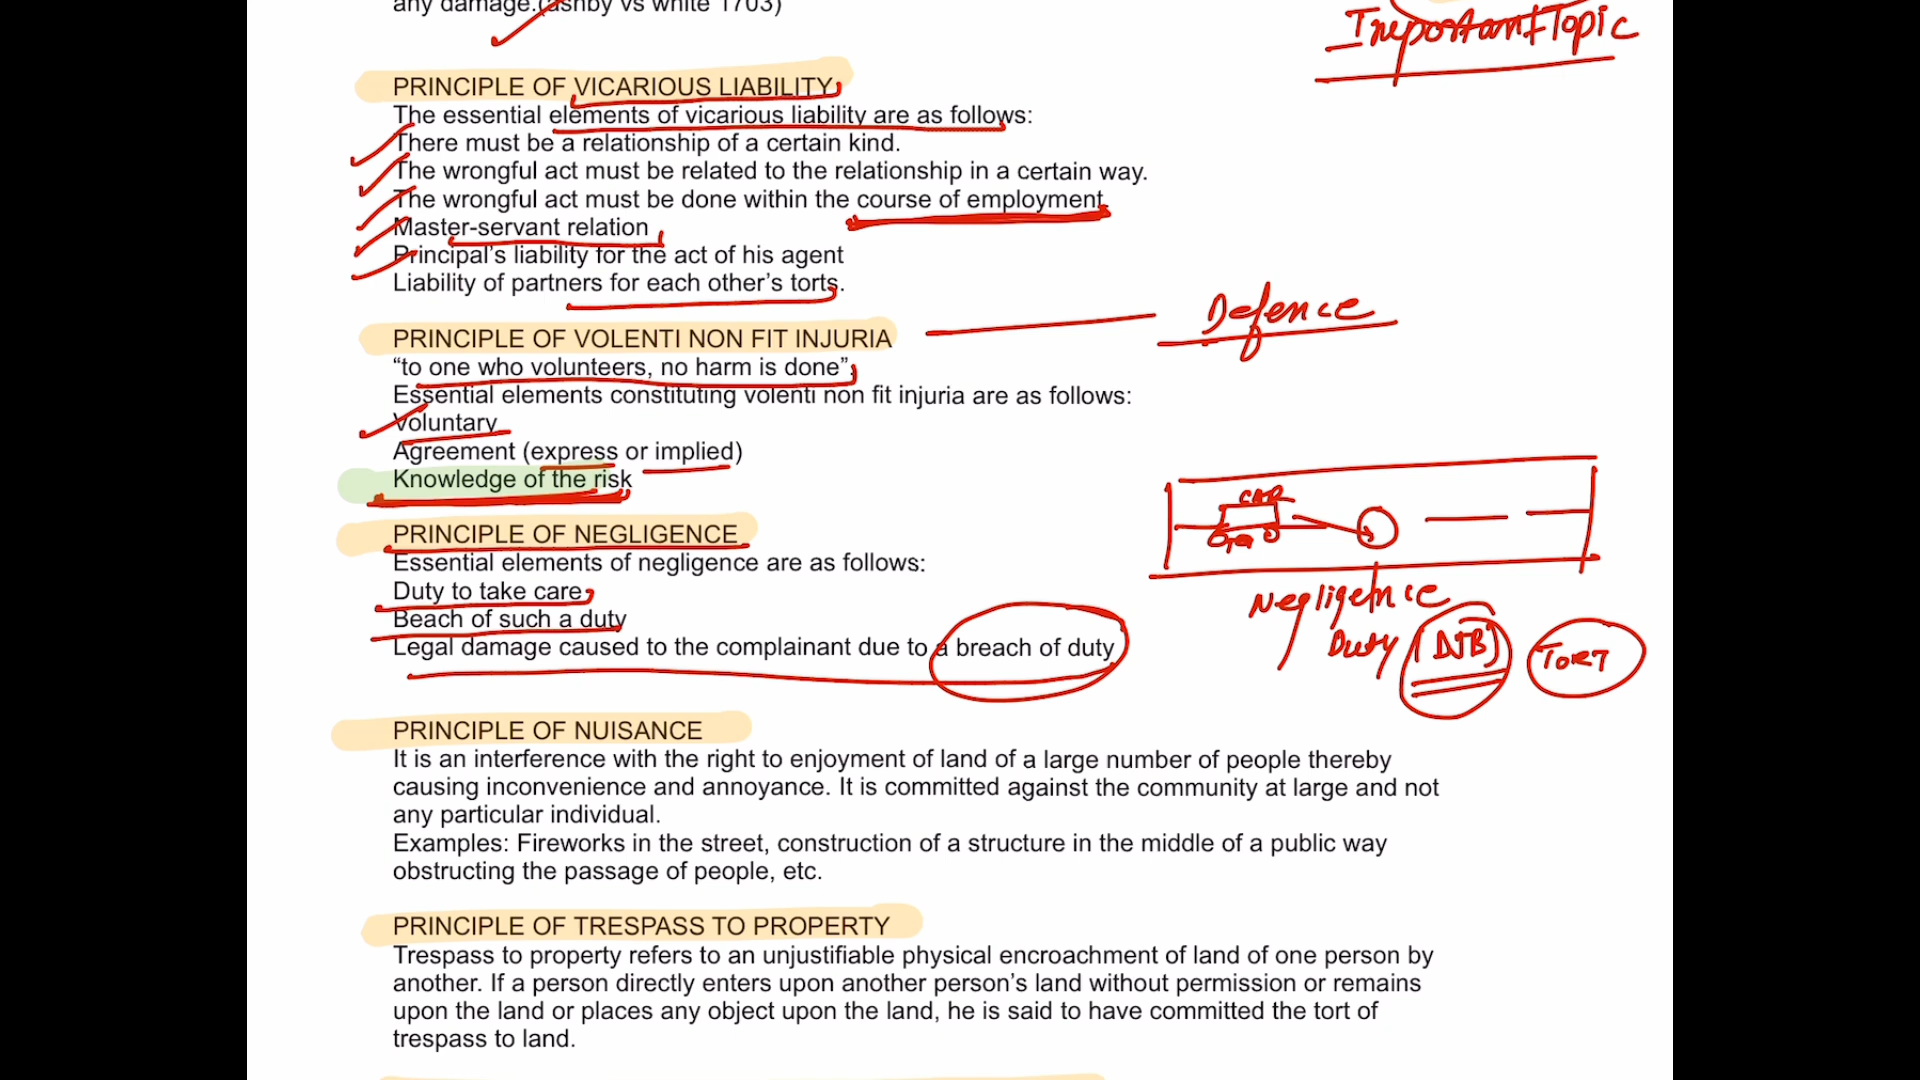 any damage.(ashby vs white 1703)
Important Topic
PRINCIPLE OF VICARIOUS LIABILITY
The essential elements of vicarious liability are as follows:
There must be a relationship of a certain kind.
The wrongful act must be related to the relationship in a certain way.
The wrongful act must be done within the course of employment
Master-servant relation
Principal’s liability for the act of his agent
Liability of partners for each other’s torts.
Defence
PRINCIPLE OF VOLENTI NON FIT INJURIA
“to one who volunteers, no harm is done”.
Essential elements constituting volenti non fit injuria are as follows:
Voluntary
Agreement (express or implied)
Knowledge of the risk
CAR
PRINCIPLE OF NEGLIGENCE
Essential elements of negligence are as follows:
Duty to take care
Beach of such a duty
Legal damage caused to the complainant due to a breach of duty
Negligence
Duty (DJB) TORT
PRINCIPLE OF NUISANCE
It is an interference with the right to enjoyment of land of a large number of people thereby
causing inconvenience and annoyance. It is committed against the community at large and not
any particular individual.
Examples: Fireworks in the street, construction of a structure in the middle of a public way
obstructing the passage of people, etc.
PRINCIPLE OF TRESPASS TO PROPERTY
Trespass to property refers to an unjustifiable physical encroachment of land of one person by
another. If a person directly enters upon another person’s land without permission or remains
upon the land or places any object upon the land, he is said to have committed the tort of
trespass to land.